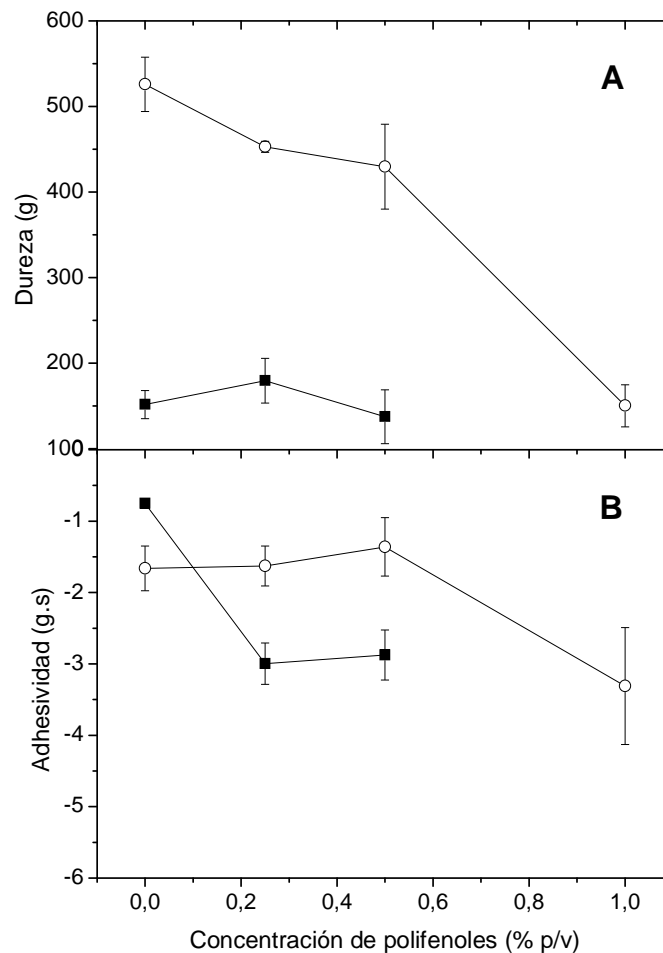 600
A
500
400
Dureza (g)
300
200
100
0
B
-1
-2
Adhesividad (g.s)
-3
-4
-5
-6
0,0 0,2 0,4 0,6 0,8 1,0
Concentración de polifenoles (% p/v)